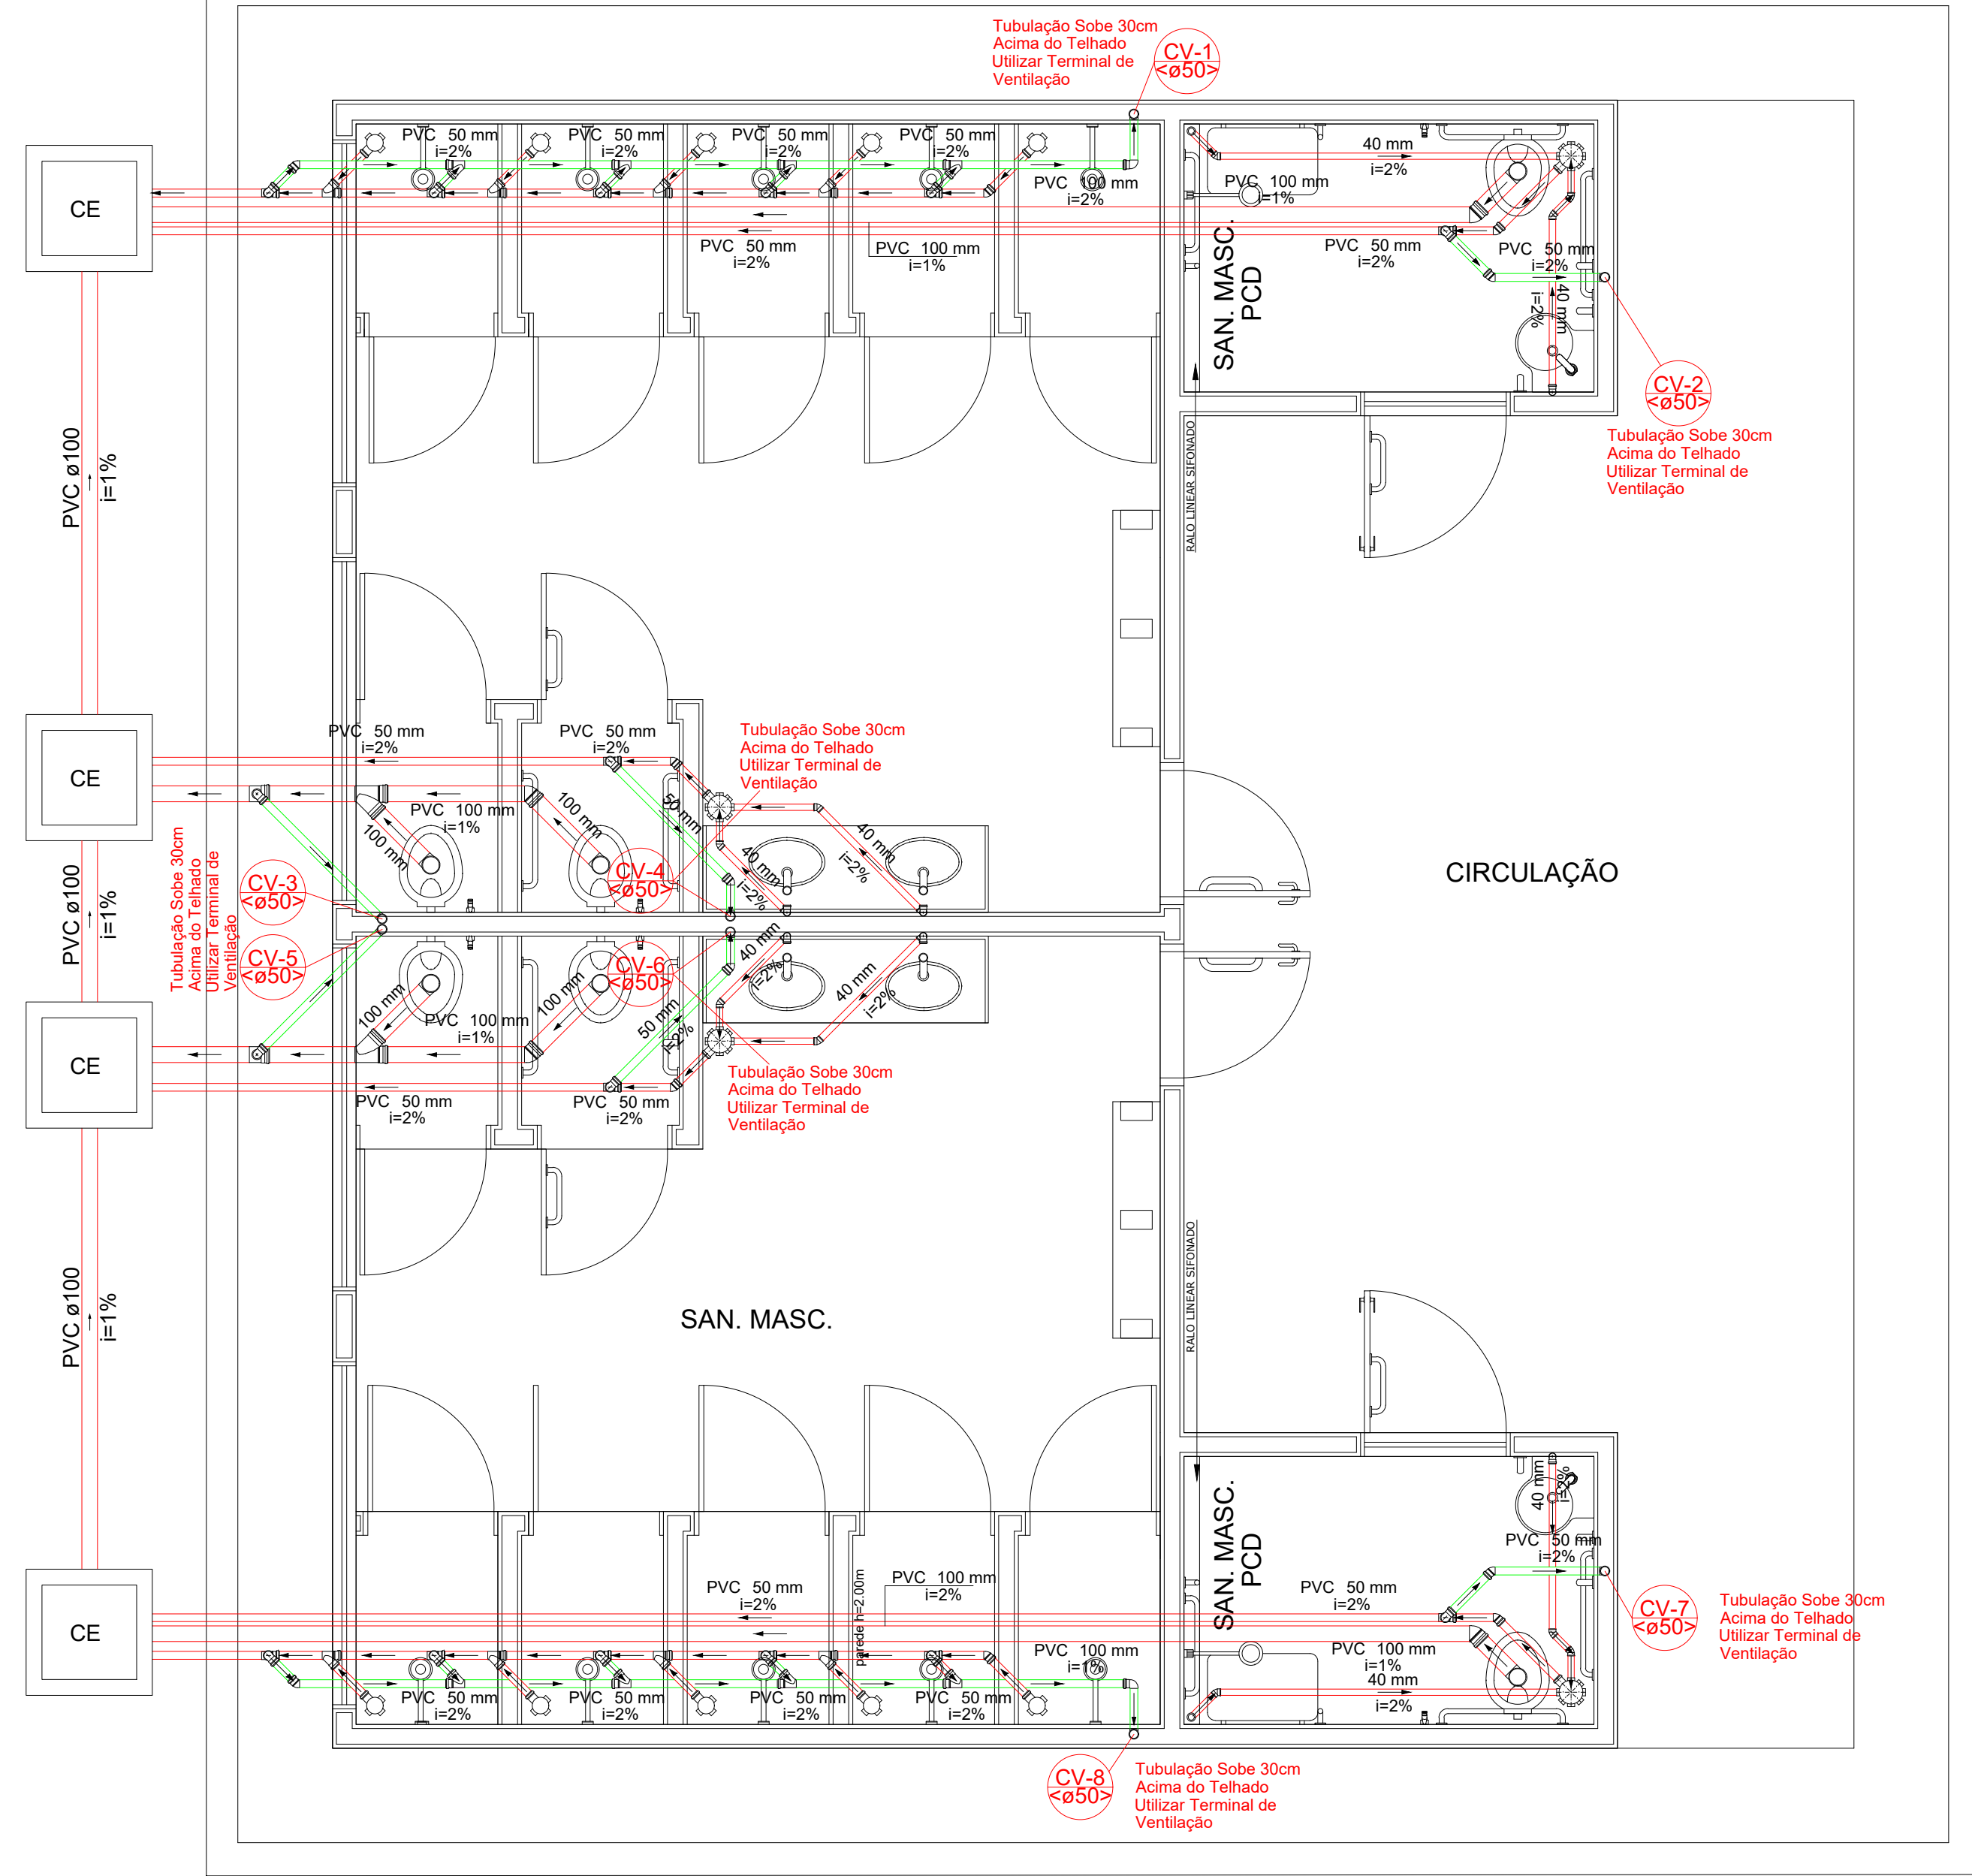 Tubulação Sobe 30cm
Acima do Telhado
Utilizar Terminal de
Ventilação
CV-1
<ø50>
PVC 50 mm
i=2%
PVC 50 mm
i=2%
PVC 50 mm
i=2%
PVC 50 mm
i=2%
PVC 100 mm
i=2%
40 mm
i=2%
PVC 100 mm
i=1%
CE
PVC 50 mm
i=2%
PVC 100 mm
i=1%
SAN. MASC.
PCD
PVC 50 mm
i=2%
PVC 50 mm
i=2%
40 mm
i=2%
CV-2
<ø50>
Tubulação Sobe 30cm
Acima do Telhado
Utilizar Terminal de
Ventilação
PVC ø100
i=1%
RALO LINEAR SIFONADO
PVC 50 mm
i=2%
PVC 50 mm
i=2%
Tubulação Sobe 30cm
Acima do Telhado
Utilizar Terminal de
Ventilação
CE
PVC 100 mm
i=1%
100 mm
100 mm
50 mm
40 mm
i=2%
40 mm
i=2%
CIRCULAÇÃO
Tubulação Sobe 30cm
Acima do Telhado
Utilizar Terminal de
Ventilação
CV-3
<ø50>
CV-4
<ø50>
PVC ø100
i=1%
CV-5
<ø50>
CV-6
<ø50>
40 mm
i=2%
40 mm
i=2%
100 mm
100 mm
50 mm
i=2%
PVC 100 mm
i=1%
CE
PVC 50 mm
i=2%
PVC 50 mm
i=2%
Tubulação Sobe 30cm
Acima do Telhado
Utilizar Terminal de
Ventilação
PVC ø100
i=1%
SAN. MASC.
RALO LINEAR SIFONADO
40 mm
i=2%
SAN. MASC.
PCD
PVC 50 mm
i=2%
PVC 50 mm
i=2%
PVC 100 mm
i=2%
PVC 50 mm
i=2%
parede h=2.00m
CE
CV-7
<ø50>
Tubulação Sobe 30cm
Acima do Telhado
Utilizar Terminal de
Ventilação
PVC 100 mm
i=1%
PVC 100 mm
i=1%
40 mm
i=2%
PVC 50 mm
i=2%
PVC 50 mm
i=2%
PVC 50 mm
i=2%
PVC 50 mm
i=2%
CV-8
<ø50>
Tubulação Sobe 30cm
Acima do Telhado
Utilizar Terminal de
Ventilação